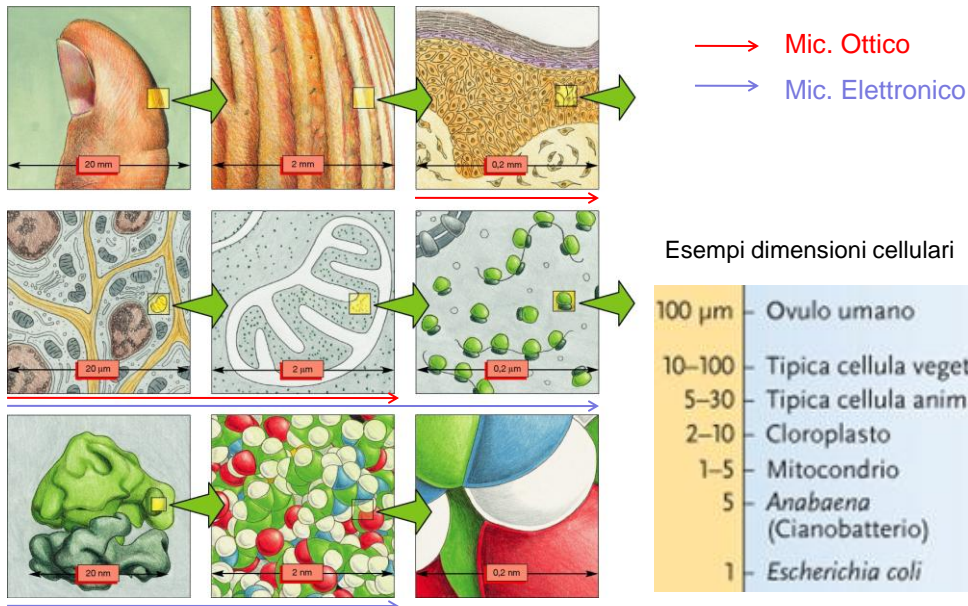 20 mm
2 mm
0,2 mm
Mic. Ottico
Mic. Elettronico
20 µm
2 µm
0,2 µm
20 nm
2 nm
0,2 nm
Esempi dimensioni cellulari
100 µm Ovulo umano
10–100 Tipica cellula veget
5–30 Tipica cellula anim
2–10 Cloroplasto
1–5 Mitocondrio
5 Anabaena
(Cianobatterio)
1 Escherichia coli